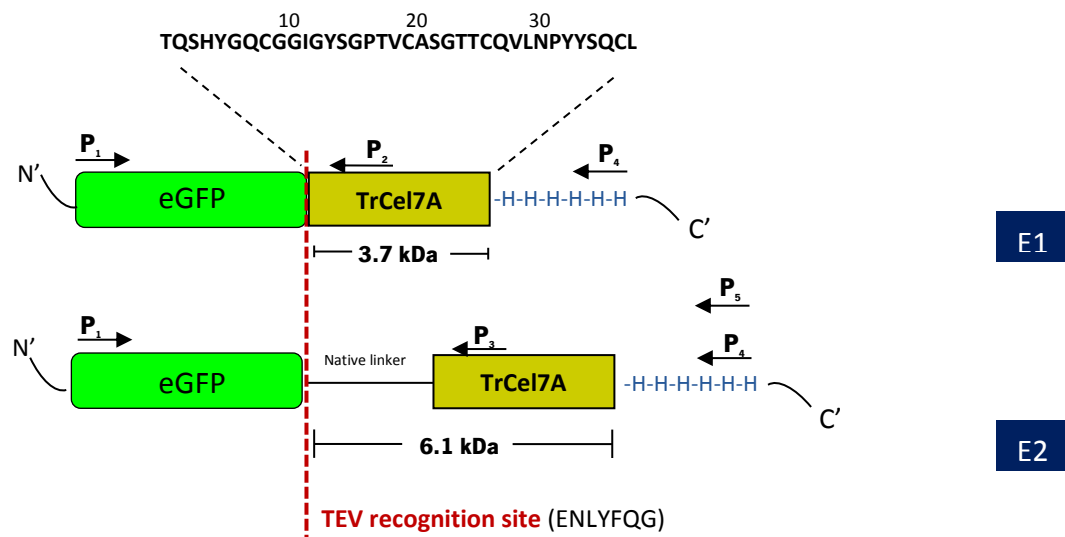 10 20 30
TQSHYGQCGGIGYSGPTVCASGTTCQVLNPYYSQCL
P₁ P₂ P₄
N' eGFP TrCel7A -H-H-H-H-H-H C'
E1
3.7 kDa
P₅
P₁ P₃ P₄
N' eGFP Native linker TrCel7A -H-H-H-H-H-H C'
6.1 kDa
E2
TEV recognition site (ENLYFQG)